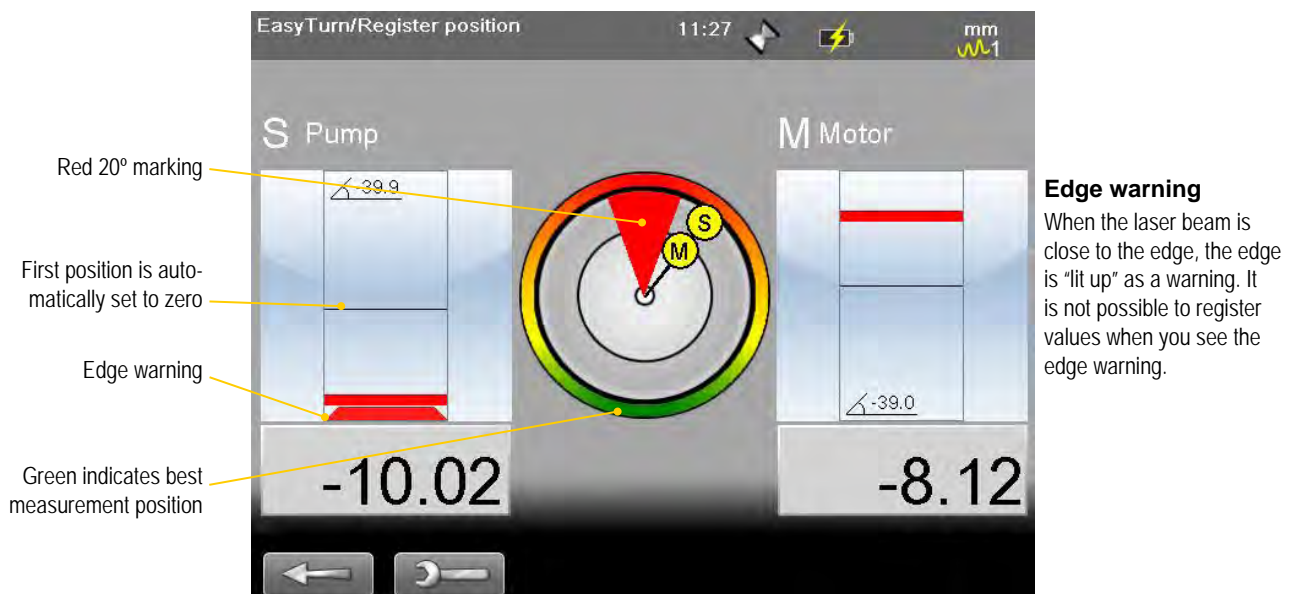 EasyTurn/Register position
11:27
mm
1
S Pump
M Motor
Red 20º marking
-39.9
First position is auto-
matically set to zero
Edge warning
Green indicates best
measurement position
S
M
-39.0
-10.02
-8.12
Edge warning
When the laser beam is
close to the edge, the edge
is “lit up” as a warning. It
is not possible to register
values when you see the
edge warning.